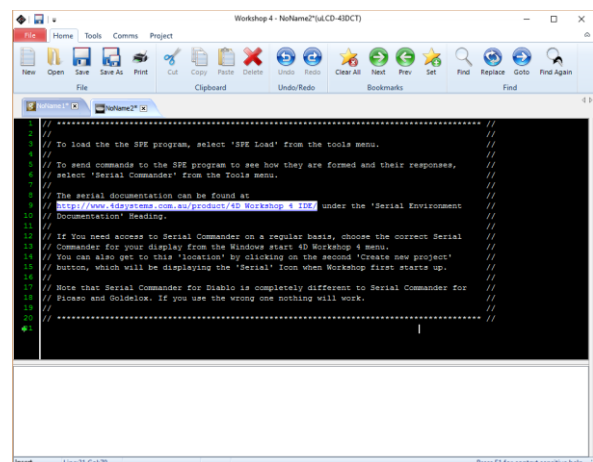 Workshop 4 - NoName2*(uLCD-43DCT)
File Home Tools Comms Project
New Open Save Save As Print Cut Copy Paste Delete Undo Redo Clear All Next Prev Set Find Replace Goto Find Again
File Clipboard Undo/Redo Bookmarks Find
NoName1* NoName2*
1 // ****************************************************************************** //
2 // //
3 // To load the the SPE program, select 'SPE Load' from the tools menu. //
4 // //
5 // To send commands to the SPE program to see how they are formed and their responses, //
6 // select 'Serial Commander' from the Tools menu. //
7 // //
8 // The serial documentation can be found at //
9 // http://www.4dsystems.com.au/product/4D Workshop 4 IDE/ under the 'Serial Environment //
10 // Documentation' Heading. //
11 // //
12 // If You need access to Serial Commander on a regular basis, choose the correct Serial //
13 // Commander for your display from the Windows start 4D Workshop 4 menu. //
14 // You can also get to this 'location' by clicking on the second 'Create new project' //
15 // button, which will be displaying the 'Serial' Icon when Workshop first starts up. //
16 // //
17 // Note that Serial Commander for Diablo is completely different to Serial Commander for //
18 // Picaso and Goldelox. If you use the wrong one nothing will work. //
19 // //
20 // ****************************************************************************** //
21